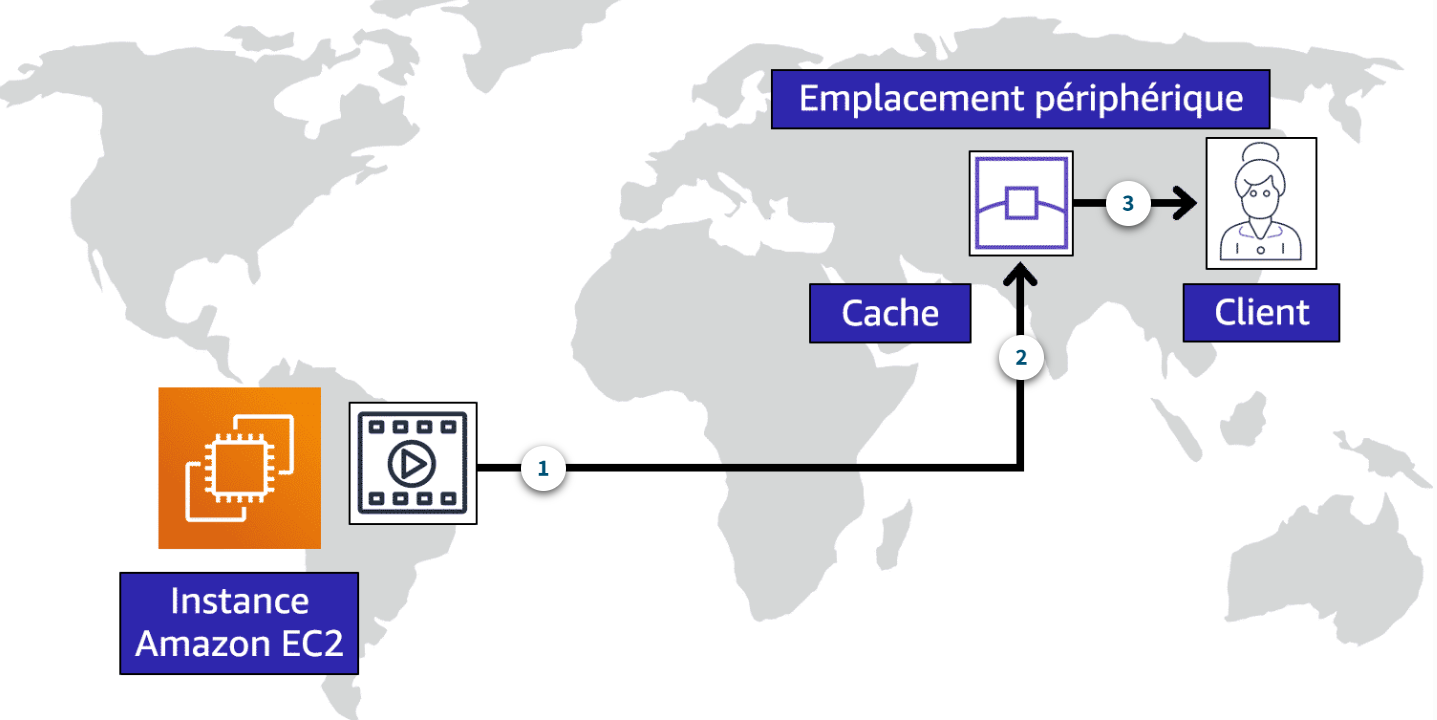 Emplacement périphérique
3
Cache
Client
2
1
Instance
Amazon EC2